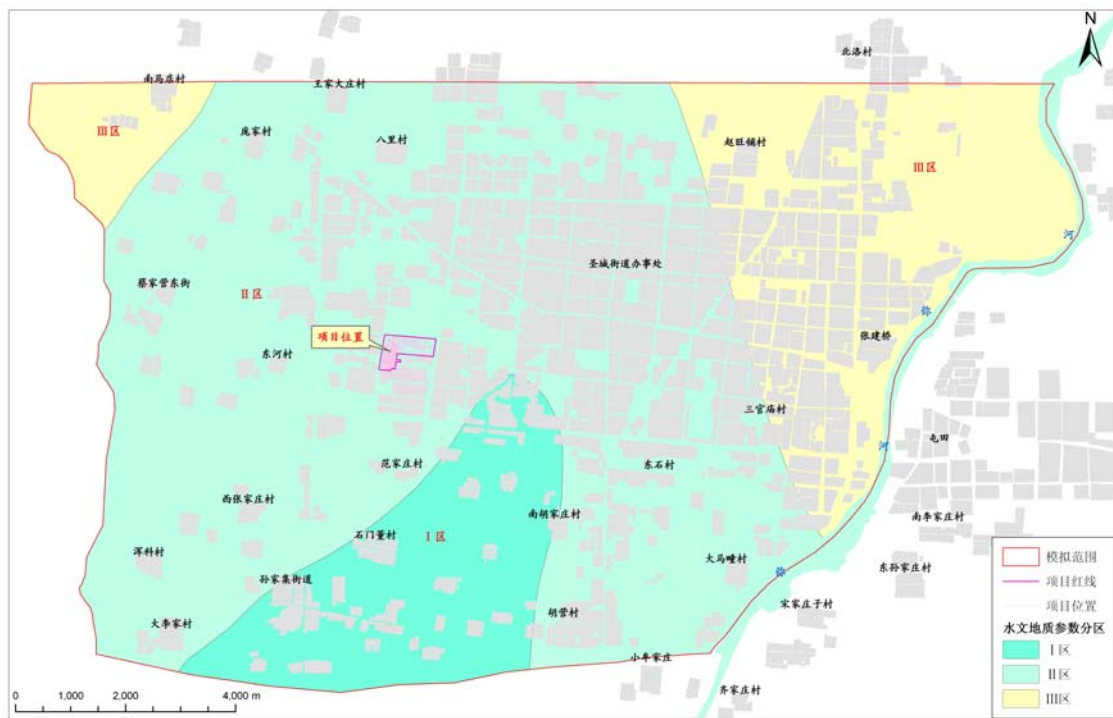 N
北洛村
南马店村
王家大庄村
Ⅲ区
庞家村
八里村
赵旺铺村
Ⅲ区
河
圣城街道办事处
蔡家营东街
Ⅱ区
弥
项目位置
张建桥
东河村
三官庙村
屯田
河
范家庄村
东石村
西张家庄村
南胡家庄村
南李家庄村
石门董村
Ⅰ区
浑科村
大马疃村
弥
东孙家庄村
孙家集街道
胡营村
宋家庄子村
大李家村
小牟家庄
齐家庄村
模拟范围
项目红线
项目位置
水文地质参数分区
Ⅰ区
Ⅱ区
Ⅲ区
0 1,000 2,000 4,000 m